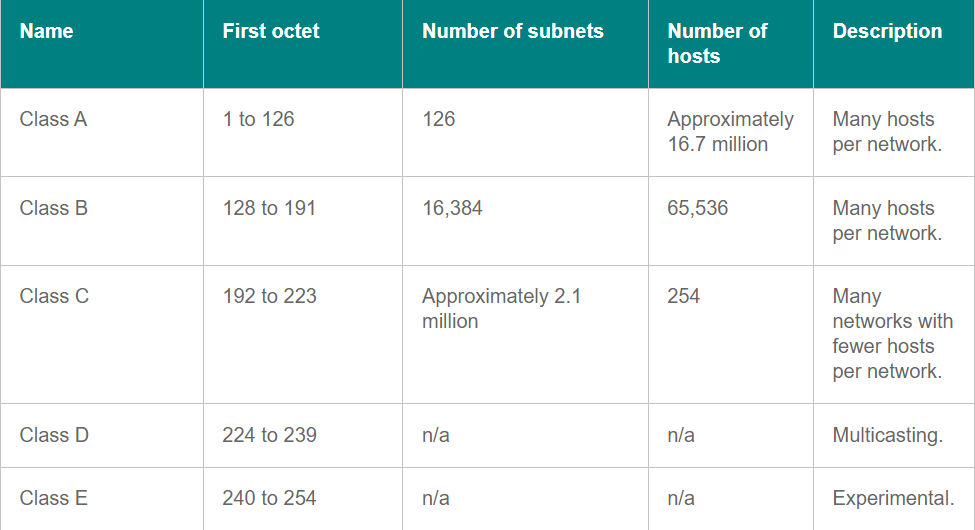 Name First octet Number of subnets Number of
hosts Description
Class A 1 to 126 126 Approximately
16.7 million Many hosts
per network.
Class B 128 to 191 16,384 65,536 Many hosts
per network.
Class C 192 to 223 Approximately 2.1
million 254 Many
networks with
fewer hosts
per network.
Class D 224 to 239 n/a n/a Multicasting.
Class E 240 to 254 n/a n/a Experimental.